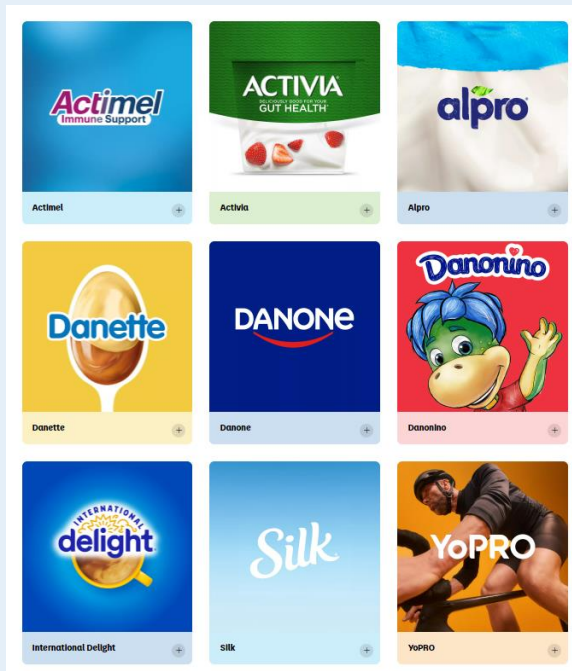 Actimel
Immune Support
Actimel
ACTIVIA
DELICIOUSLY GOOD FOR YOUR
GUT HEALTH
Activia
alpro
Alpro
Danette
Danette
DANONE
Danone
Danonino
Danonino
INTERNATIONAL
delight
International Delight
Silk
Silk
YoPRO
YoPRO